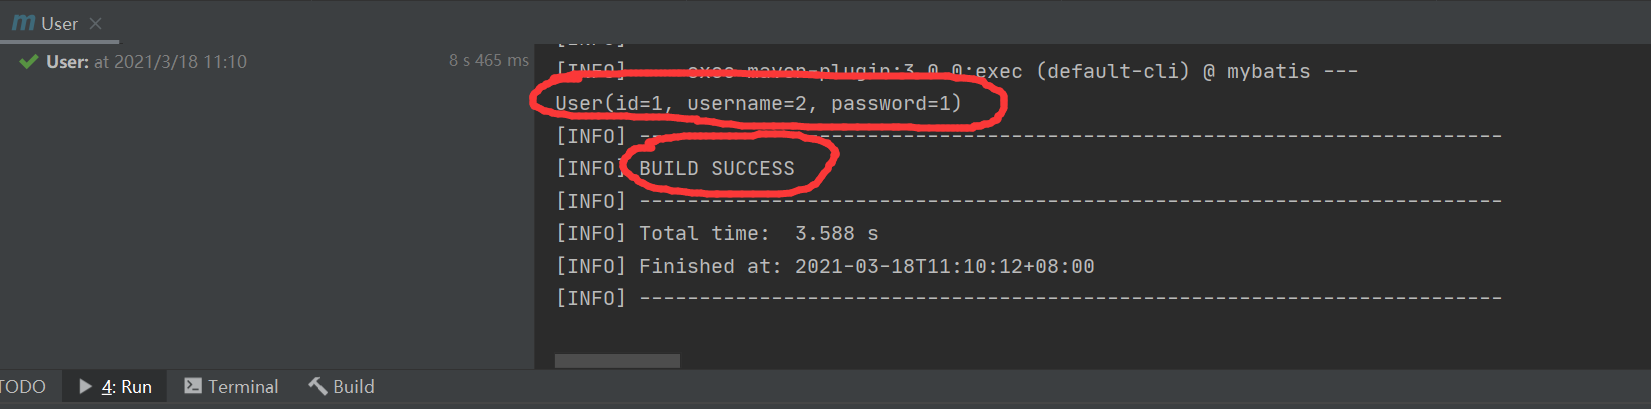 m User
User: at 2021/3/18 11:10
8 s 465 ms
[INFO]
[INFO] exec-maven-plugin:3.0.0:exec (default-cli) @ mybatis ---
User(id=1, username=2, password=1)
[INFO] ------------------------------------------------------------------------
[INFO] BUILD SUCCESS
[INFO] ------------------------------------------------------------------------
[INFO] Total time:  3.588 s
[INFO] Finished at: 2021-03-18T11:10:12+08:00
[INFO] ------------------------------------------------------------------------
TODO
4: Run
Terminal
Build